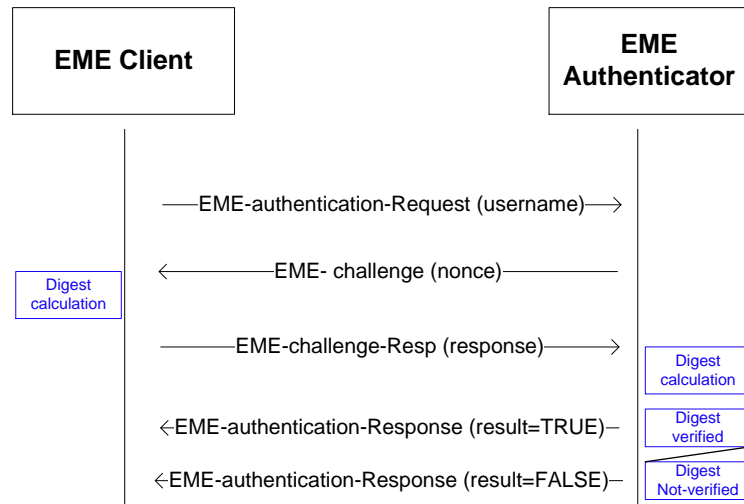 EME Client
EME
Authenticator
EME-authentication-Request (username)
EME- challenge (nonce)
Digest
calculation
EME-challenge-Resp (response)
Digest
calculation
EME-authentication-Response (result=TRUE)
Digest
verified
EME-authentication-Response (result=FALSE)
Digest
Not-verified